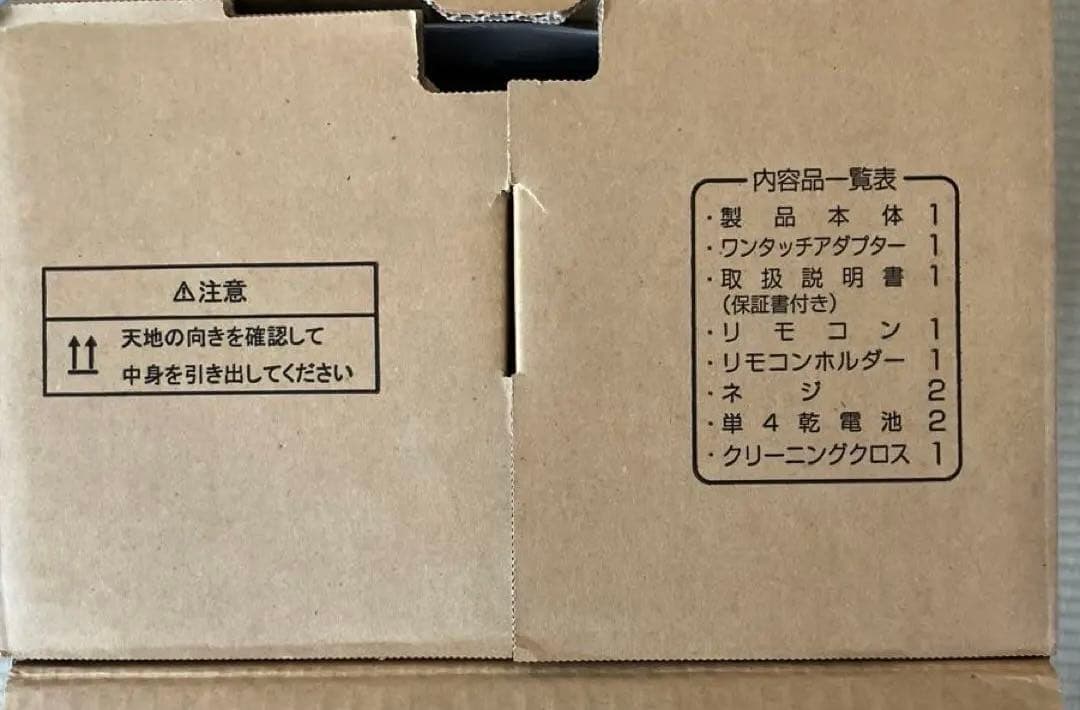 ⚠注意
天地の向きを確認して
中身を引き出してください
内容品一覧表
・製品本体 1
・ワンタッチアダプター 1
・取扱説明書 1
(保証書付き)
・リモコン 1
・リモコンホルダー 1
・ネジ 2
・単4乾電池 2
・クリーニングクロス 1